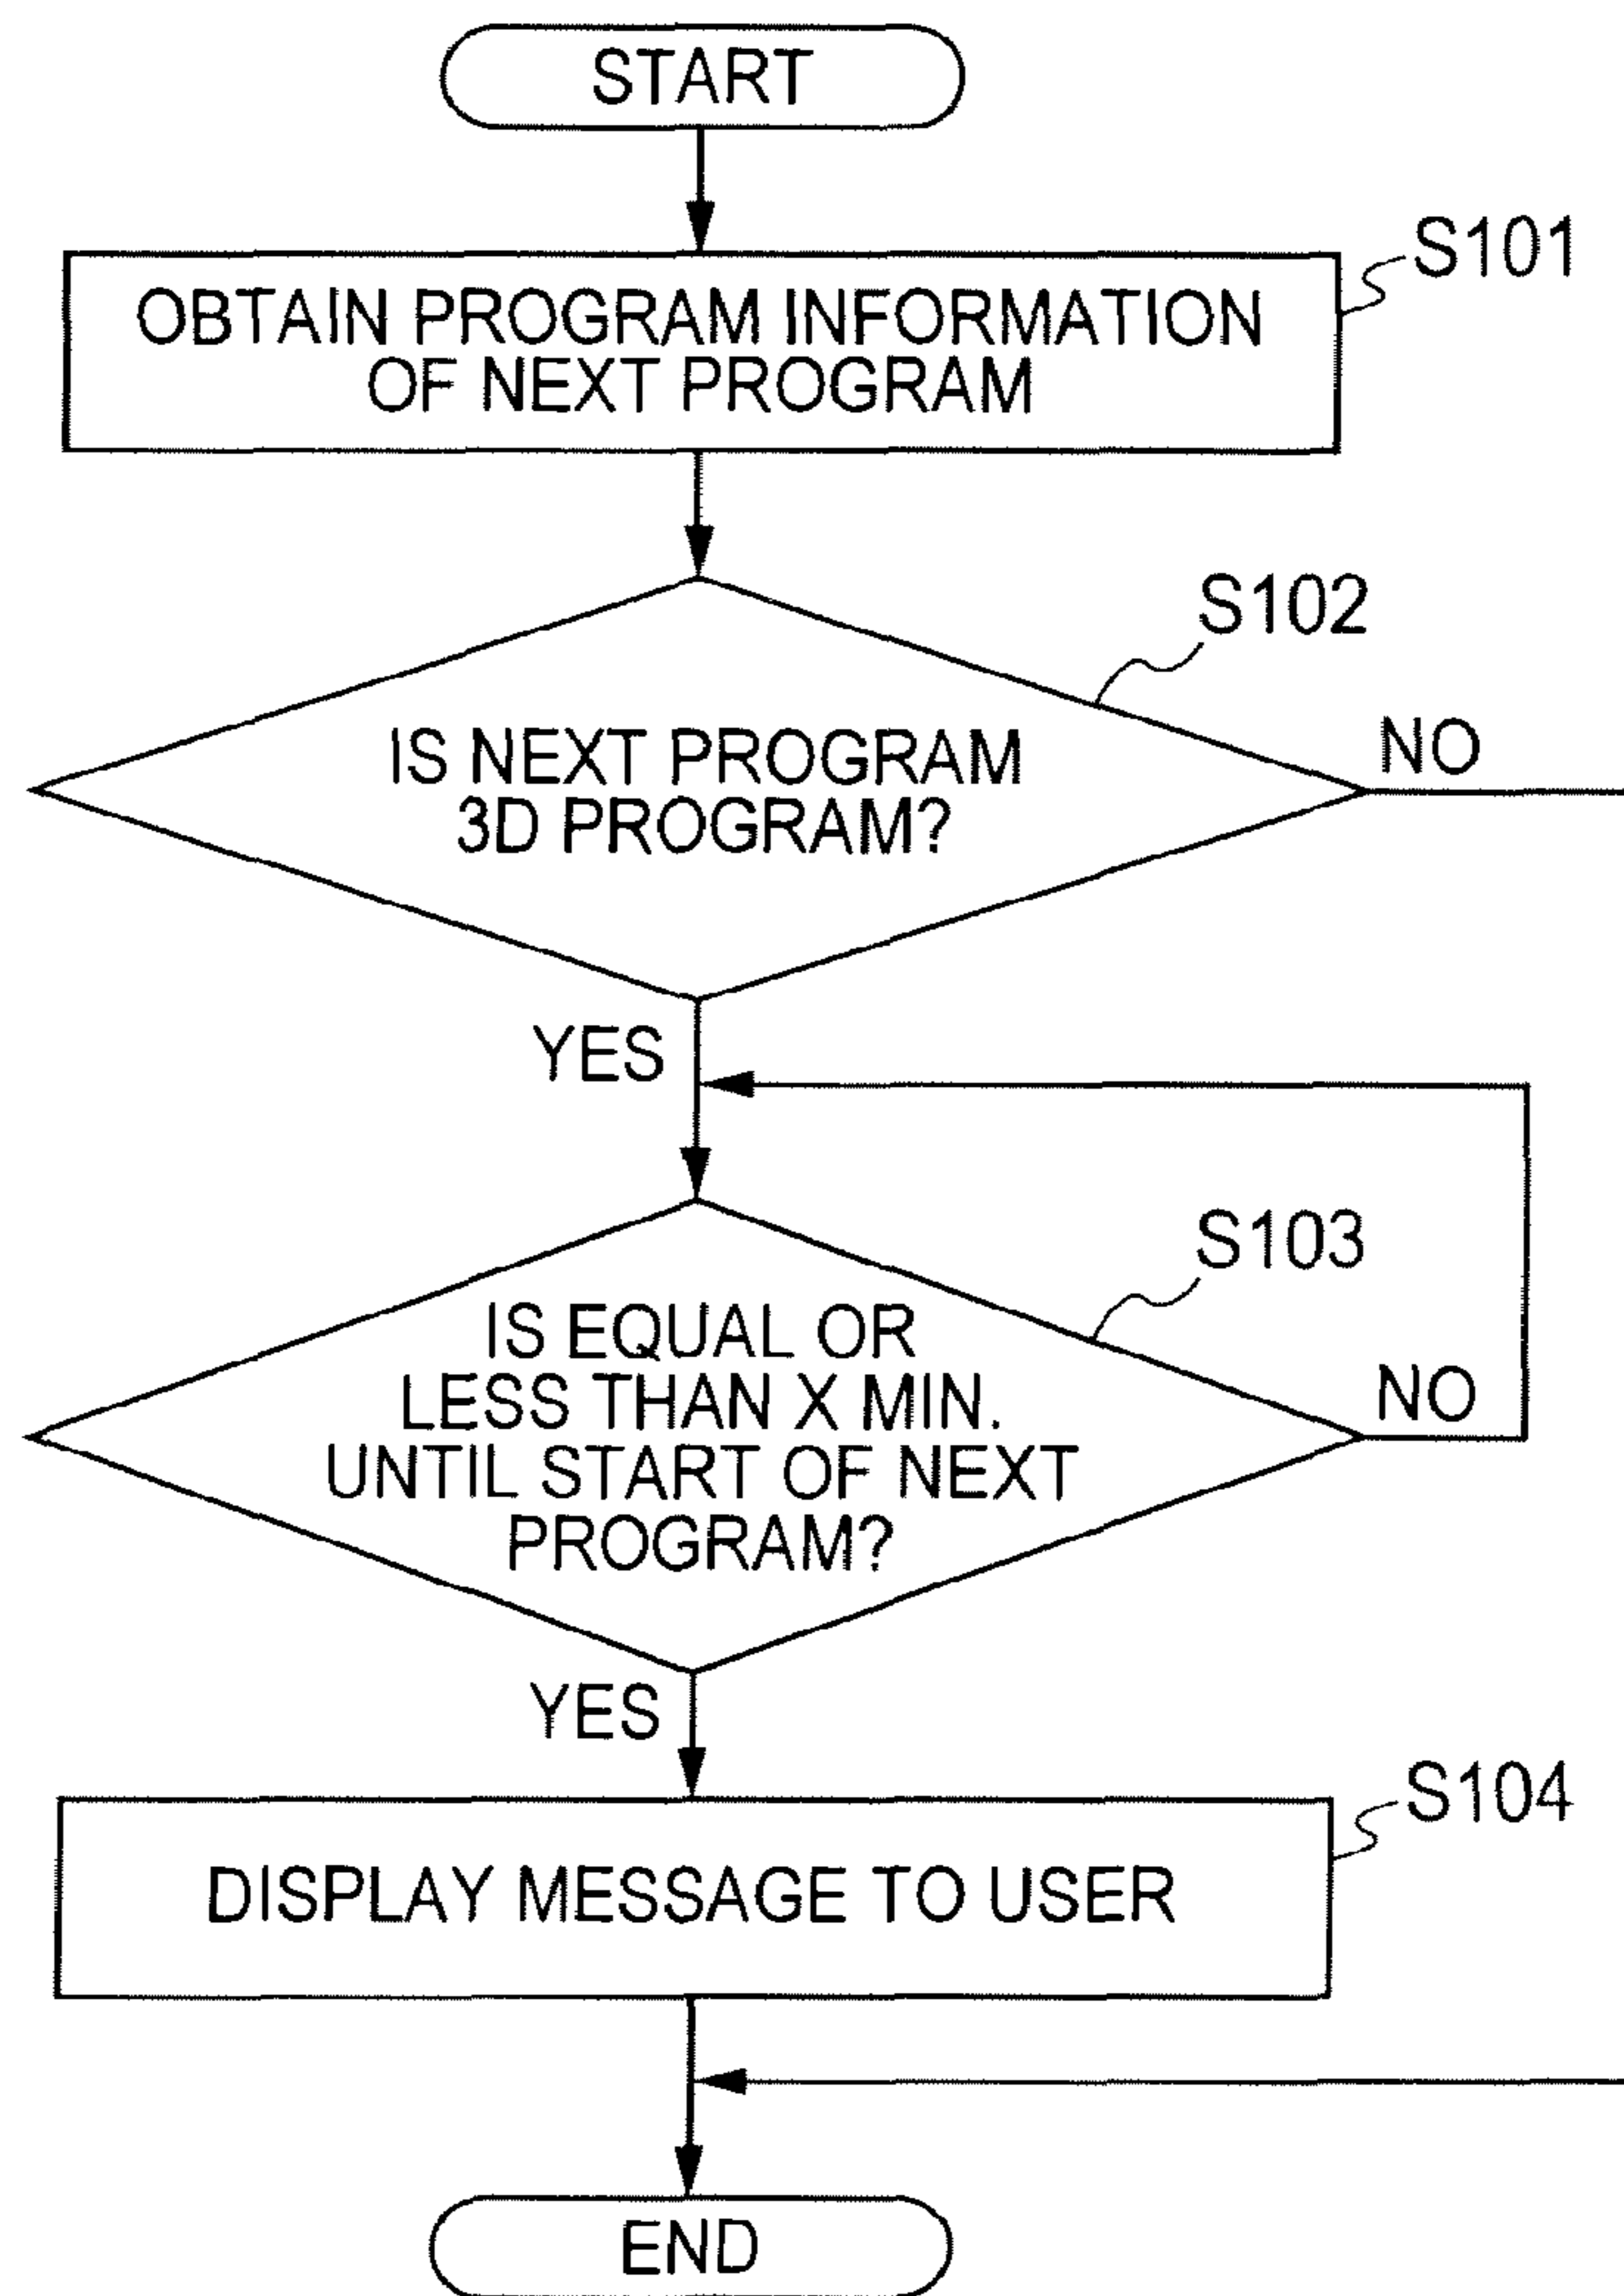 START
S101
OBTAIN PROGRAM INFORMATION
OF NEXT PROGRAM
S102
IS NEXT PROGRAM
3D PROGRAM?
NO
YES
S103
IS EQUAL OR
LESS THAN X MIN.
UNTIL START OF NEXT
PROGRAM?
NO
YES
S104
DISPLAY MESSAGE TO USER
END